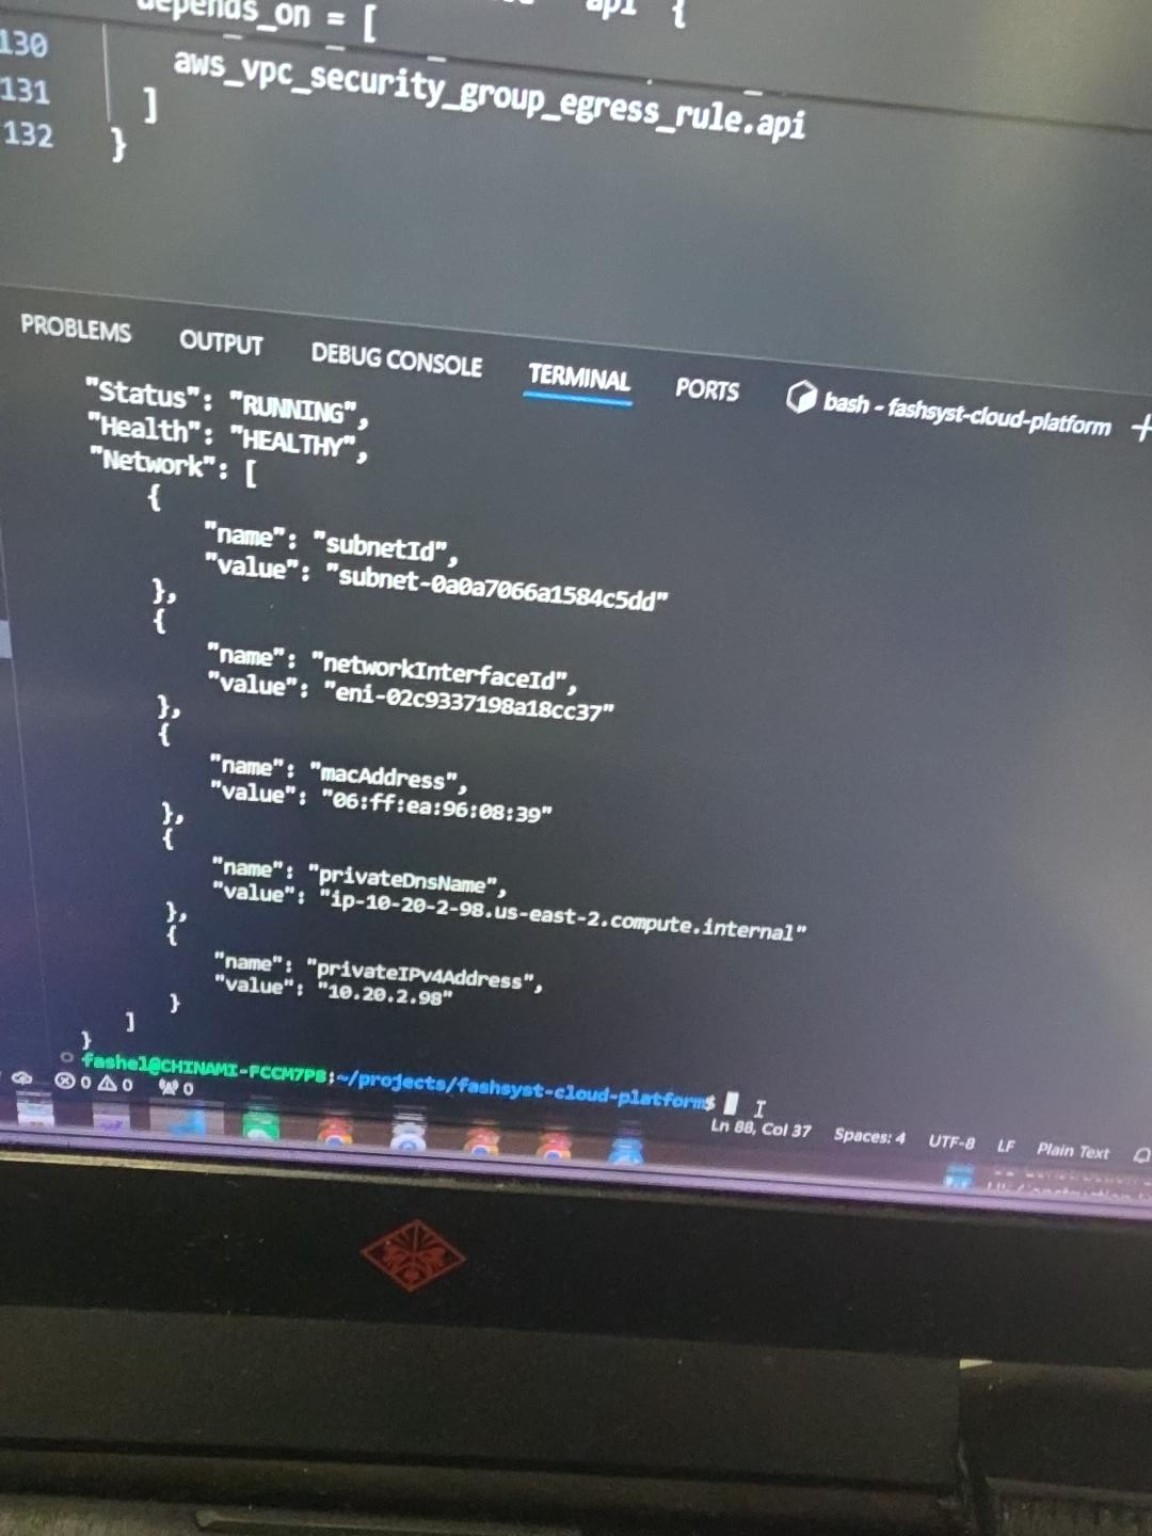 depends_on = [
api {
130
aws_vpc_security_group_egress_rule.api
131 ]
132 }
PROBLEMS OUTPUT DEBUG CONSOLE TERMINAL PORTS bash - fashsyst-cloud-platform +
"Status": "RUNNING",
"Health": "HEALTHY",
"Network": [
{
"name": "subnetId",
"value": "subnet-0a0a7066a1584c5dd"
},
{
"name": "networkInterfaceId",
"value": "eni-02c9337198a18cc37"
},
{
"name": "macAddress",
"value": "06:ff:ea:96:08:39"
},
{
"name": "privateDnsName",
"value": "ip-10-20-2-98.us-east-2.compute.internal"
},
{
"name": "privateIPv4Address",
"value": "10.20.2.98"
}
]
}
fashel@CHINAMI-FCCM7P8:~/projects/fashsyst-cloud-platform$
0 0 0 Ln 88, Col 37 Spaces: 4 UTF-8 LF Plain Text